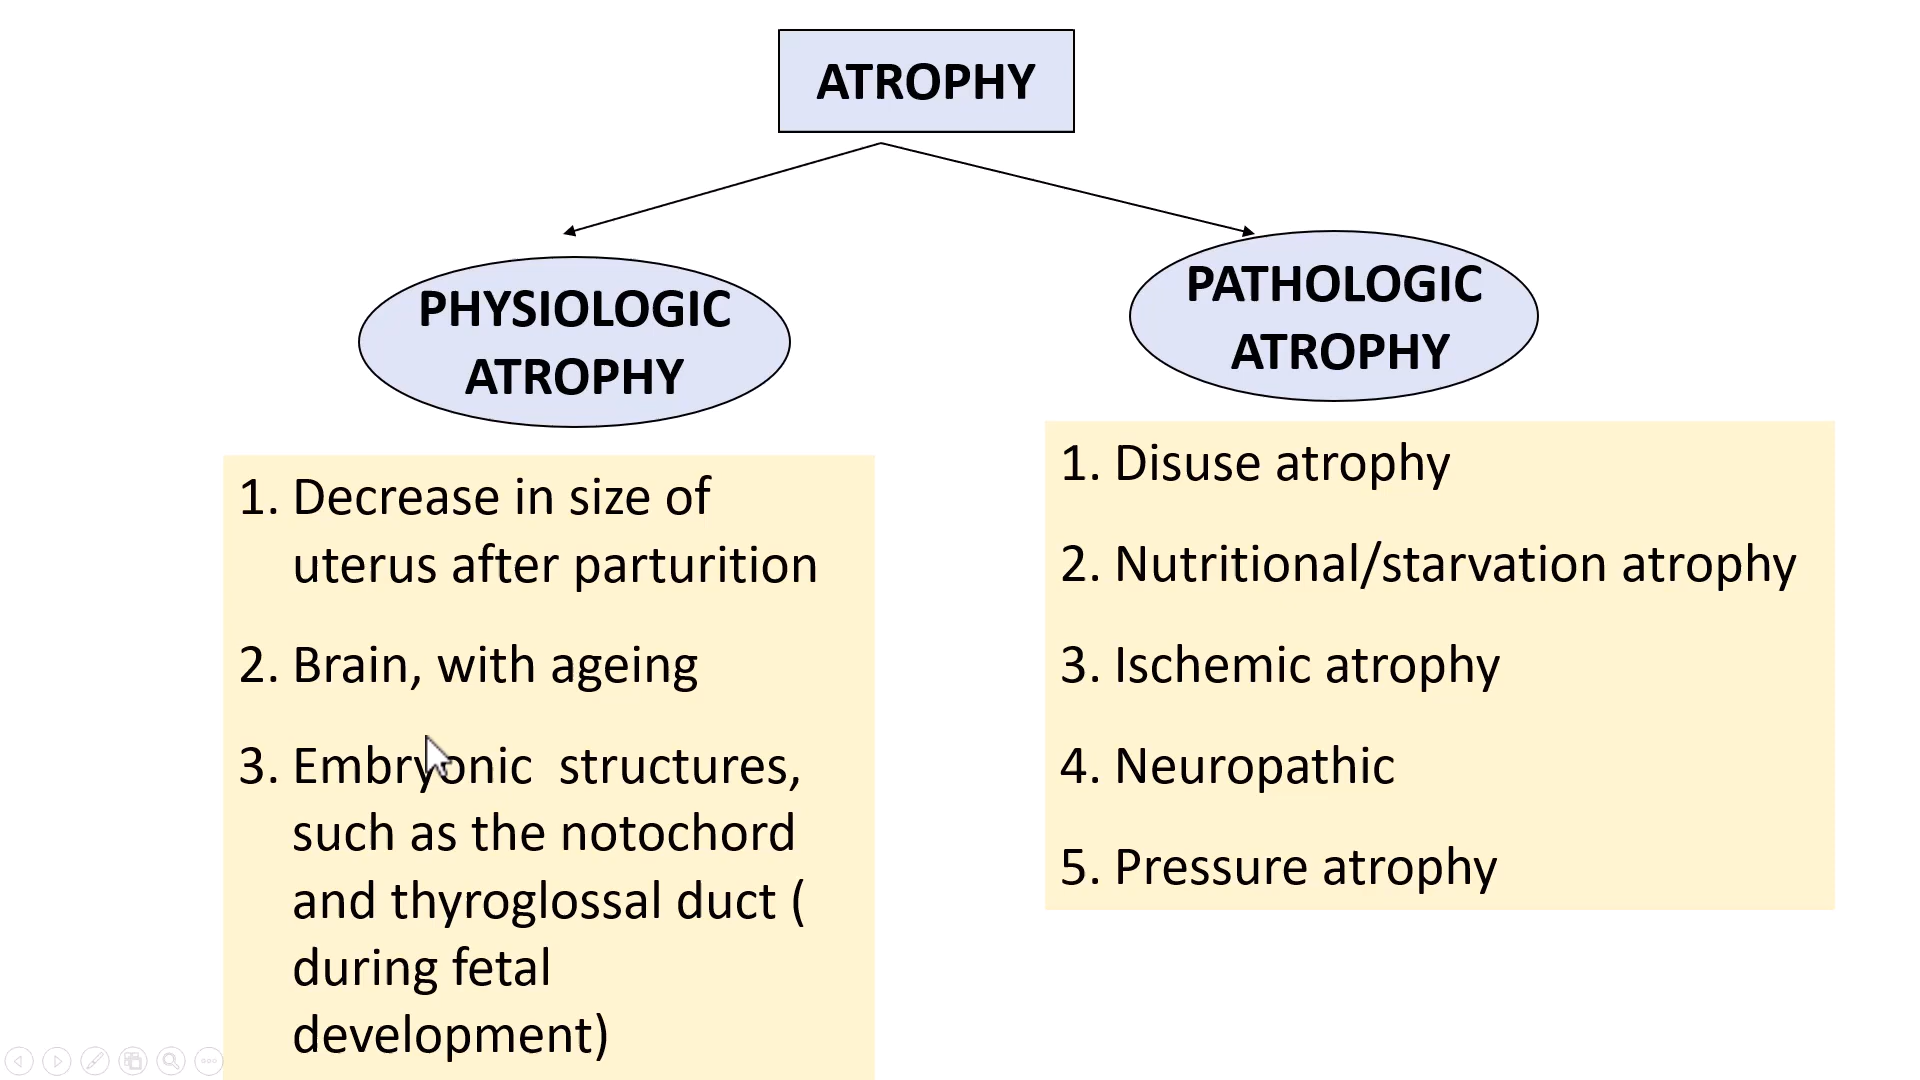 ATROPHY
PHYSIOLOGIC
ATROPHY
1. Decrease in size of
uterus after parturition
2. Brain, with ageing
3. Embryonic  structures,
such as the notochord
and thyroglossal duct (
during fetal
development)
PATHOLOGIC
ATROPHY
1. Disuse atrophy
2. Nutritional/starvation atrophy
3. Ischemic atrophy
4. Neuropathic
5. Pressure atrophy